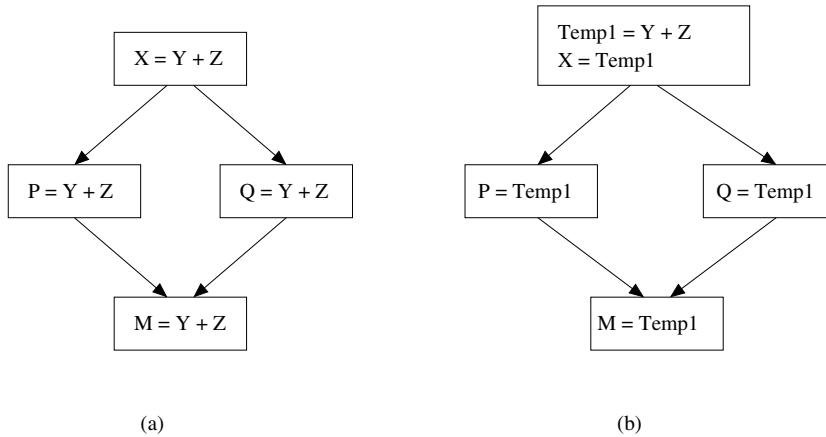 X = Y + Z
P = Y + Z
Q = Y + Z
M = Y + Z
(a)
Temp1 = Y + Z
X = Temp1
P = Temp1
Q = Temp1
M = Temp1
(b)